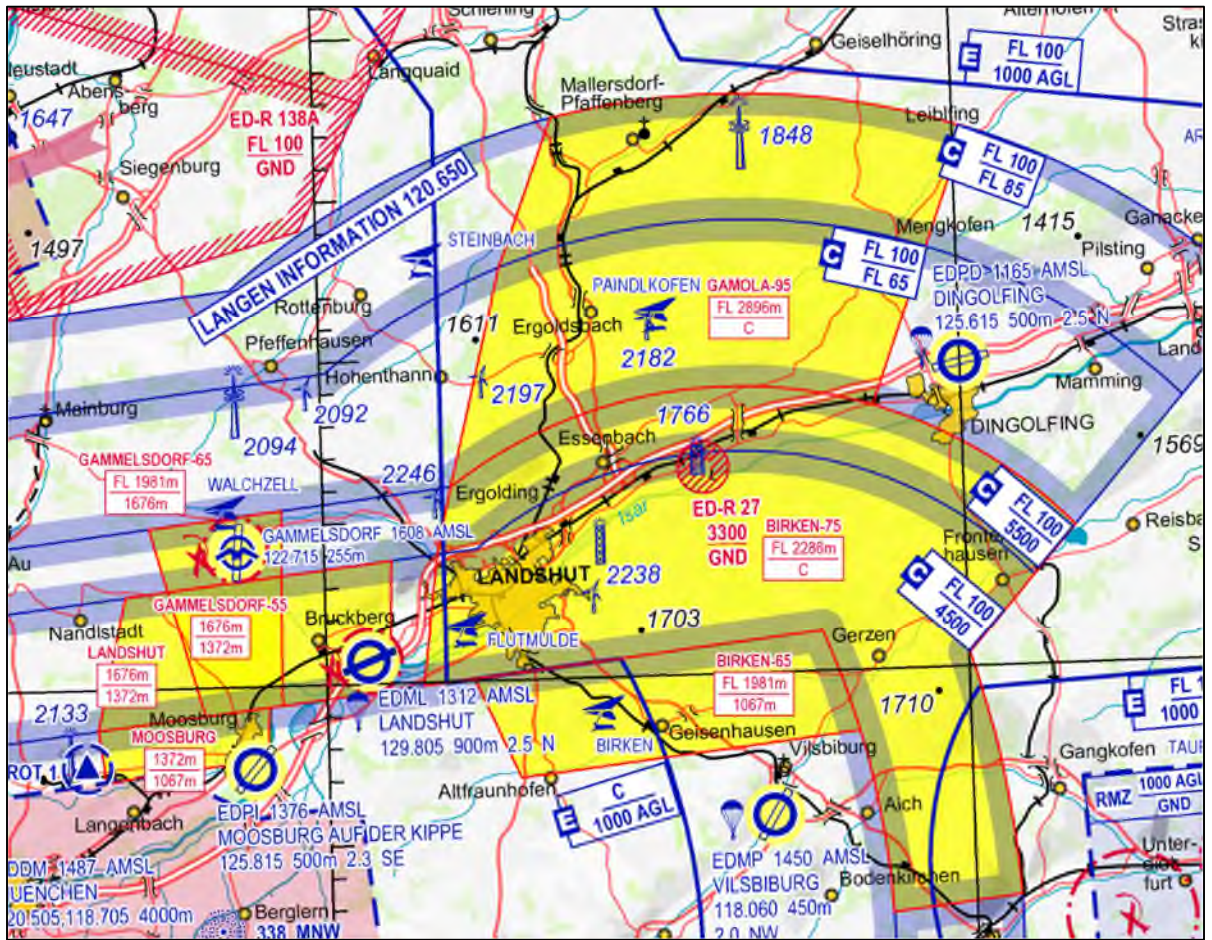 Schierling
Langquaid
Neustadt
Abens-
berg
1647
Siegenburg
1497
ED-R 138A
FL 100
GND
LANGEN INFORMATION 120.650
Mallersdorf-
Pfaffenberg
Geiselhöring
E
FL 100
1000 AGL
1848
Leiblfing
C
FL 100
FL 85
Mengkofen
1415
Pilsting
C
FL 100
FL 65
STEINBACH
Rottenburg
1611
Pfeffenhausen
Hohenthann
Ergoldsbach
PAINDLKOFEN
GAMOLA-95
FL 2896m
C
2182
EDPD 1165 AMSL
DINGOLFING
125.615 500m 2.5 N
Mamming
DINGOLFING
1569
Mainburg
2094
2092
2197
1766
Essenbach
2246
Ergolding
GAMMELSDORF-65
FL 1981m
1676m
WALCHZELL
GAMMELSDORF 1608 AMSL
122.715 255m
Isar
ED-R 27
3300
GND
BIRKEN-75
FL 2286m
C
C
FL 100
5500
Fronten-
hausen
C
FL 100
4500
Au
LANDSHUT
2238
GAMMELSDORF-55
1676m
1372m
Bruckberg
FLUTMULDE
1703
Gerzen
Nandlstadt
LANDSHUT
1676m
1372m
BIRKEN-65
FL 1981m
1067m
1710
2133
Moosburg
MOOSBURG
1372m
1067m
EDML 1312 AMSL
LANDSHUT
129.805 900m 2.5 N
BIRKEN
Geisenhausen
Vilsbiburg
E
1000
Gangkofen
Altfraunhofen
E
C
1000 AGL
Aich
RMZ
1000 AGL
GND
Langenbach
EDPI 1376 AMSL
MOOSBURG AUF DER KIPPE
125.815 500m 2.3 SE
EDMP 1450 AMSL
VILSBIBURG
118.060 450m
2.0 NW
Bodenkirchen
DDM 1487 AMSL
UENCHEN
20.505,118.705 4000m
Berglern
338 MNW